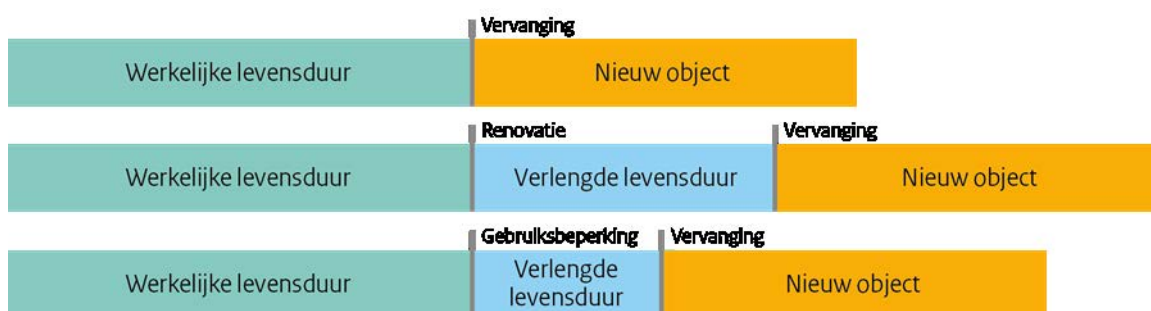 Vervanging
Werkelijke levensduur Nieuw object
Renovatie Vervanging
Werkelijke levensduur Verlengde levensduur Nieuw object
Gebruiksbeperking Vervanging
Werkelijke levensduur Verlengde levensduur Nieuw object